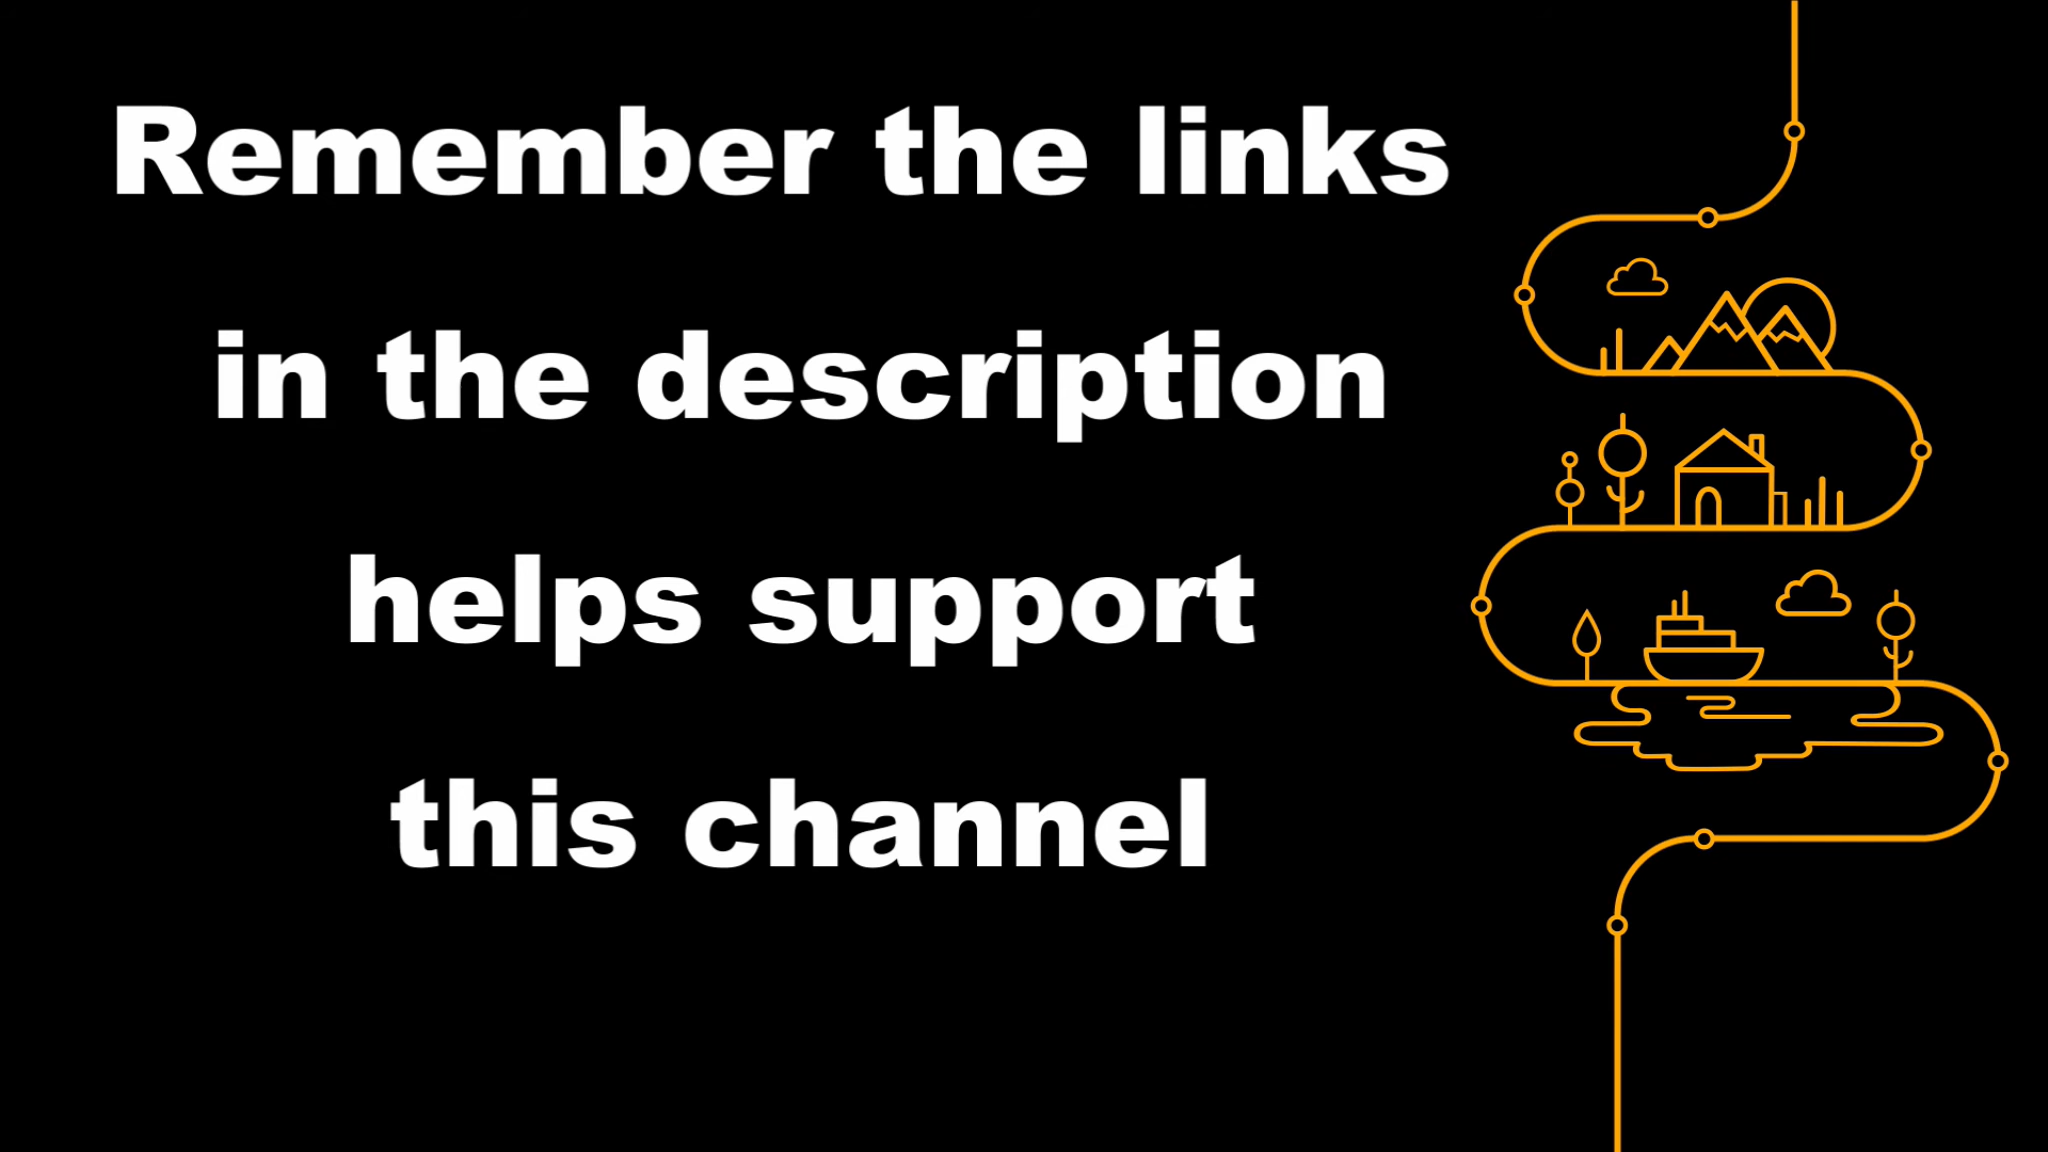 Remember the links
in the description
helps support
this channel